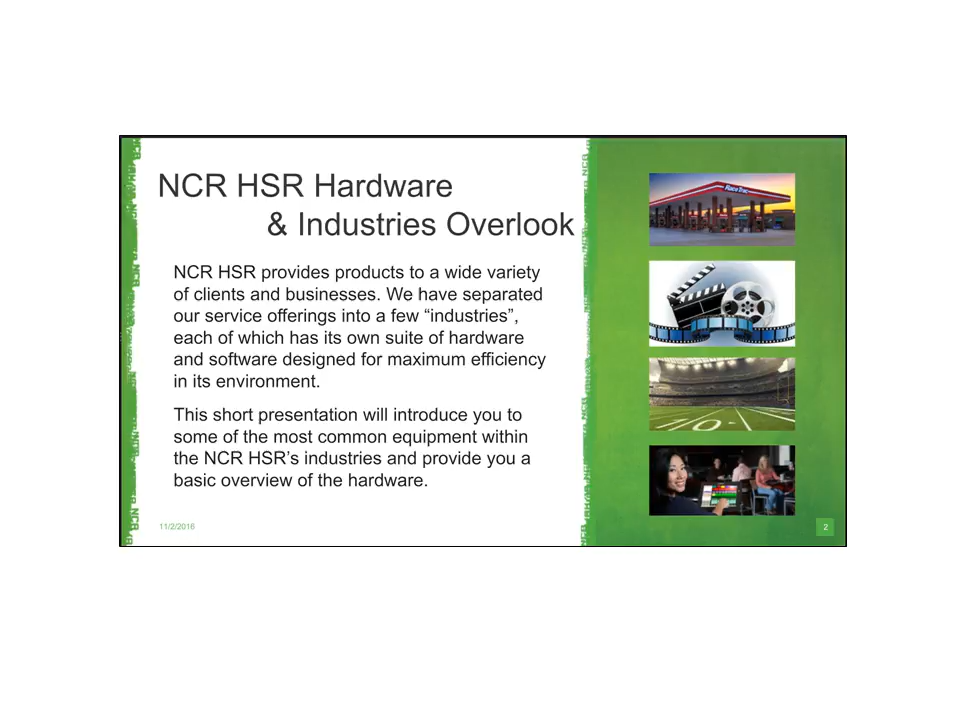 NCR HSR Hardware
& Industries Overlook
NCR HSR provides products to a wide variety
of clients and businesses. We have separated
our service offerings into a few “industries”,
each of which has its own suite of hardware
and software designed for maximum efficiency
in its environment.
This short presentation will introduce you to
some of the most common equipment within
the NCR HSR’s industries and provide you a
basic overview of the hardware.
11/2/2016
RaceTrac
2